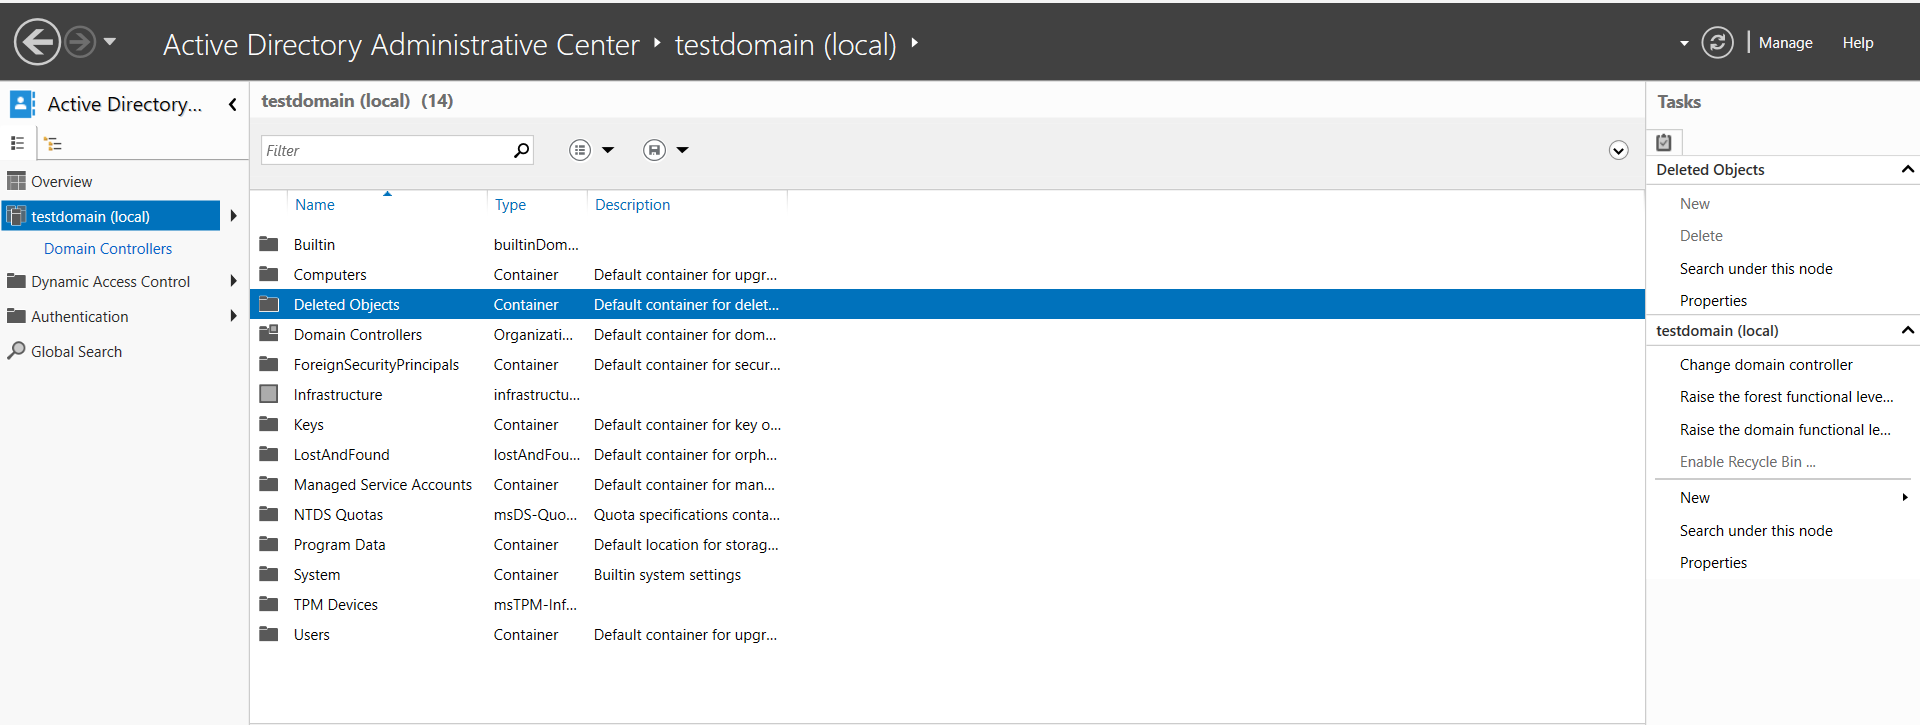 Active Directory Administrative Center testdomain (local)
Manage Help
Active Directory...
Overview
testdomain (local)
Domain Controllers
Dynamic Access Control
Authentication
Global Search
testdomain (local) (14)
Filter
Name Type Description
Builtin builtinDom...
Computers Container Default container for upgr...
Deleted Objects Container Default container for delet...
Domain Controllers Organizati... Default container for dom...
ForeignSecurityPrincipals Container Default container for secur...
Infrastructure infrastructu...
Keys Container Default container for key o...
LostAndFound lostAndFou... Default container for orph...
Managed Service Accounts Container Default container for man...
NTDS Quotas msDS-Quo... Quota specifications conta...
Program Data Container Default location for storag...
System Container Builtin system settings
TPM Devices msTPM-Inf...
Users Container Default container for upgr...
Tasks
Deleted Objects
New
Delete
Search under this node
Properties
testdomain (local)
Change domain controller
Raise the forest functional leve...
Raise the domain functional le...
Enable Recycle Bin ...
New
Search under this node
Properties